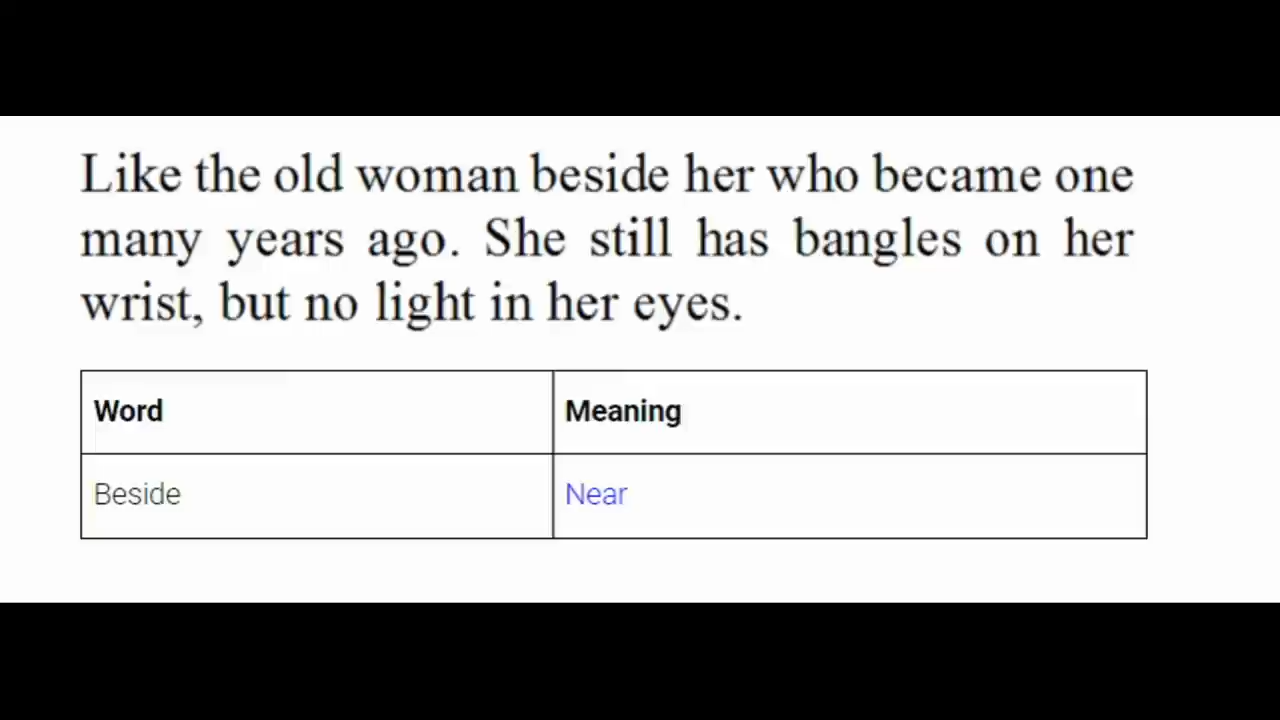 Like the old woman beside her who became one
many years ago. She still has bangles on her
wrist, but no light in her eyes.
Word Meaning
Beside Near